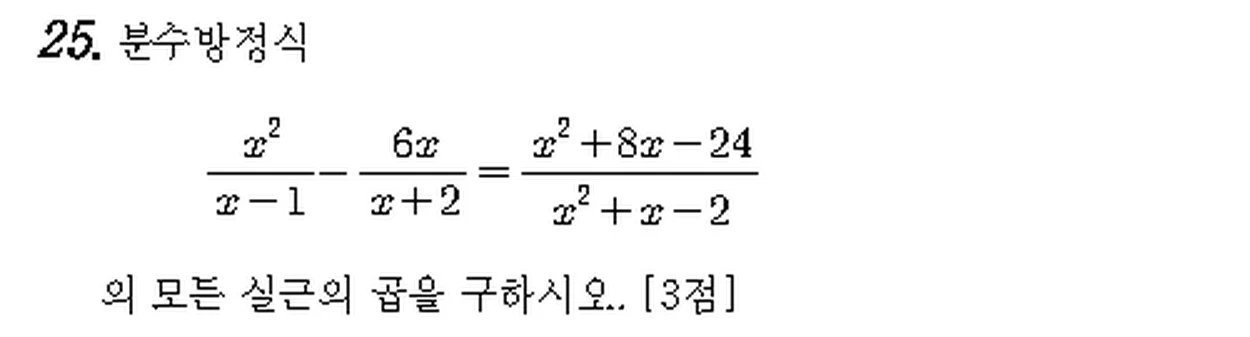 25. 분수방정식
x²/(x-1) - 6x/(x+2) = (x²+8x-24)/(x²+x-2)
의 모든 실근의 곱을 구하시오.. [3점]